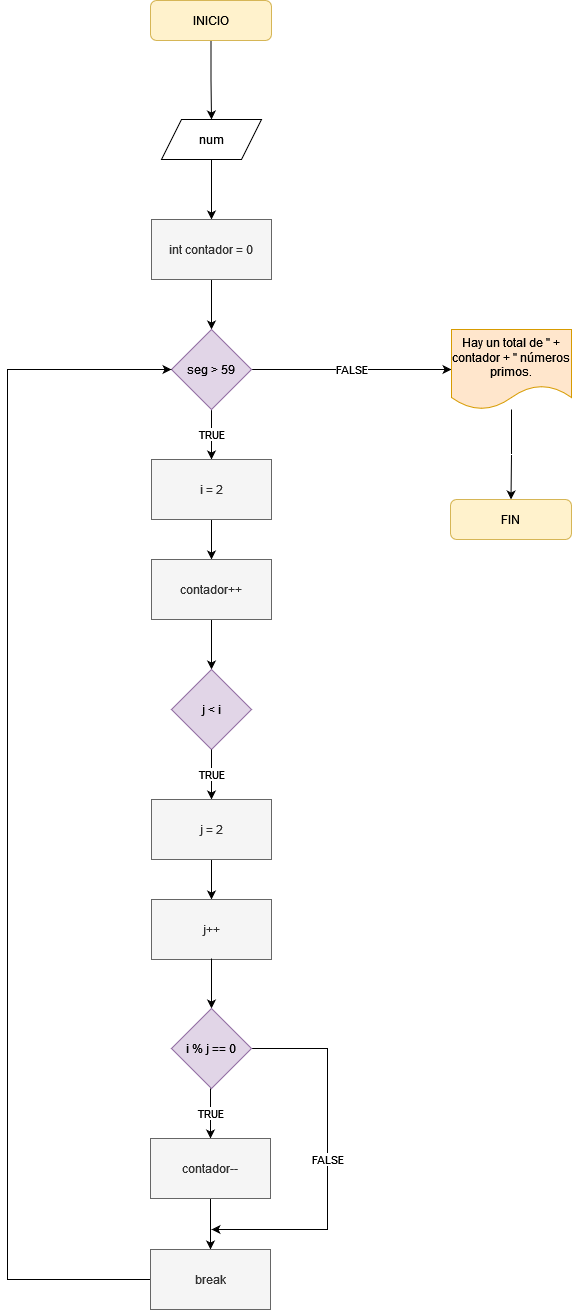 INICIO
num
int contador = 0
seg > 59
FALSE
Hay un total de " +
contador + " números
primos.
TRUE
i = 2
FIN
contador++
j < i
TRUE
j = 2
j++
i % j == 0
TRUE
FALSE
contador--
break